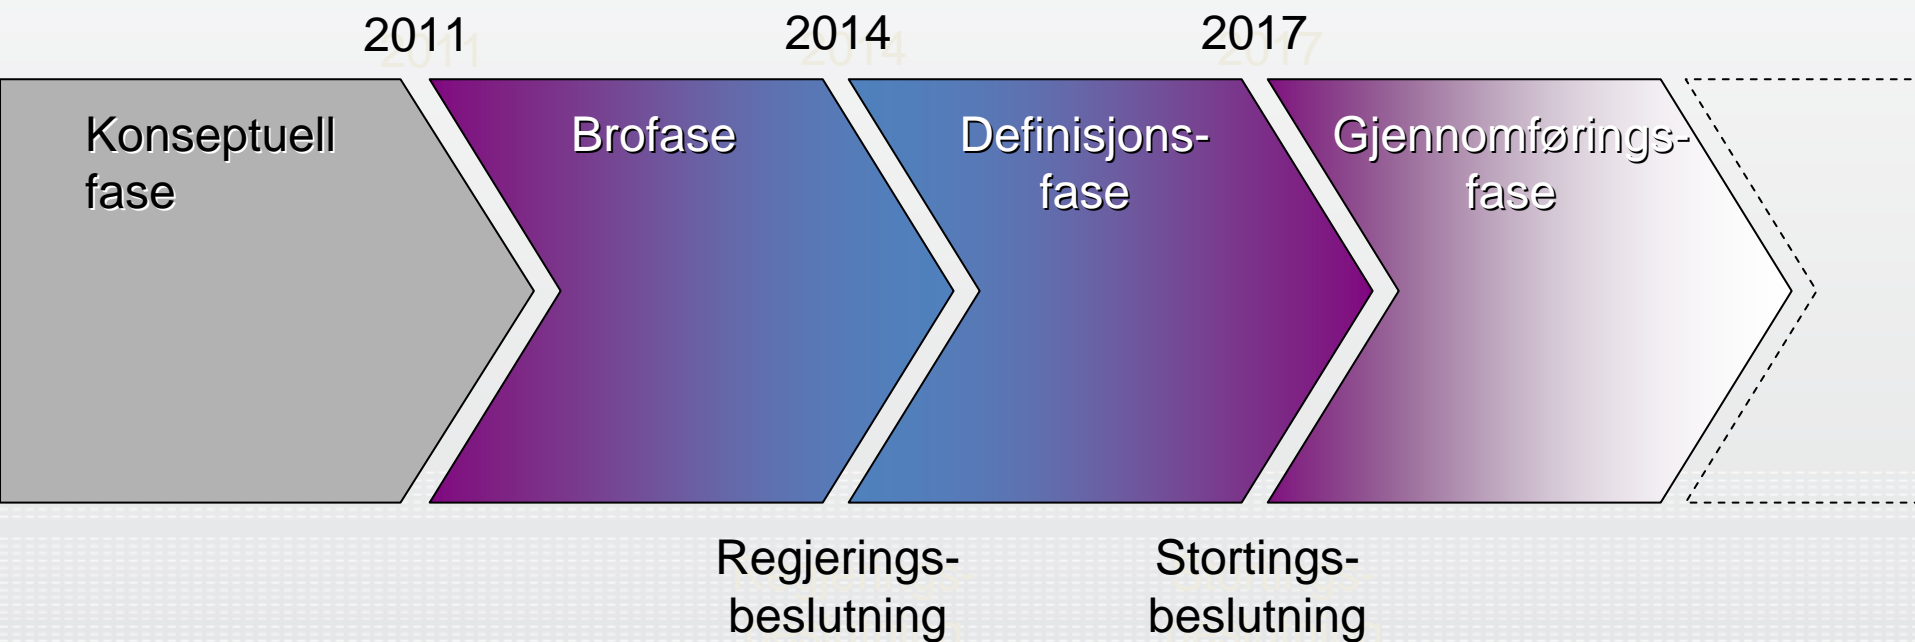 2011
2014
2017
Konseptuell
fase
Brofase
Definisjons-
fase
Gjennomførings-
fase
Regjerings-
beslutning
Stortings-
beslutning